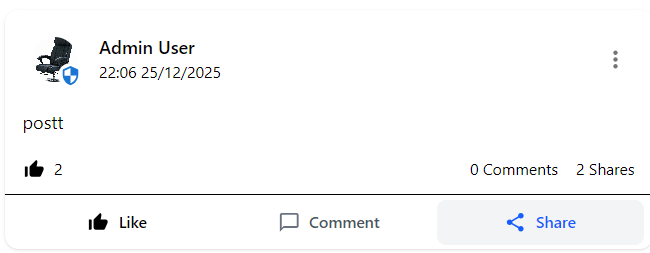 Admin User
22:06 25/12/2025
postt
2
0 Comments 2 Shares
Like Comment Share